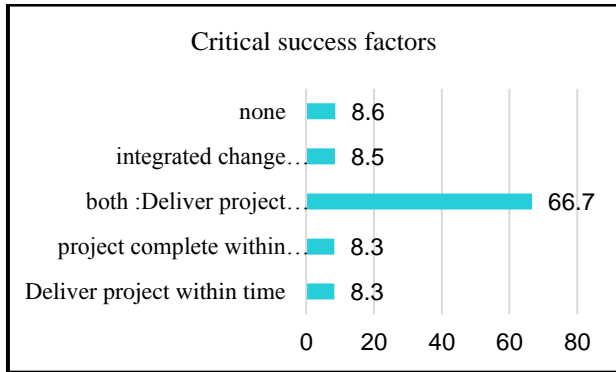 Critical success factors
none 8.6
integrated change… 8.5
both :Deliver project… 66.7
project complete within… 8.3
Deliver project within time 8.3
0 20 40 60 80